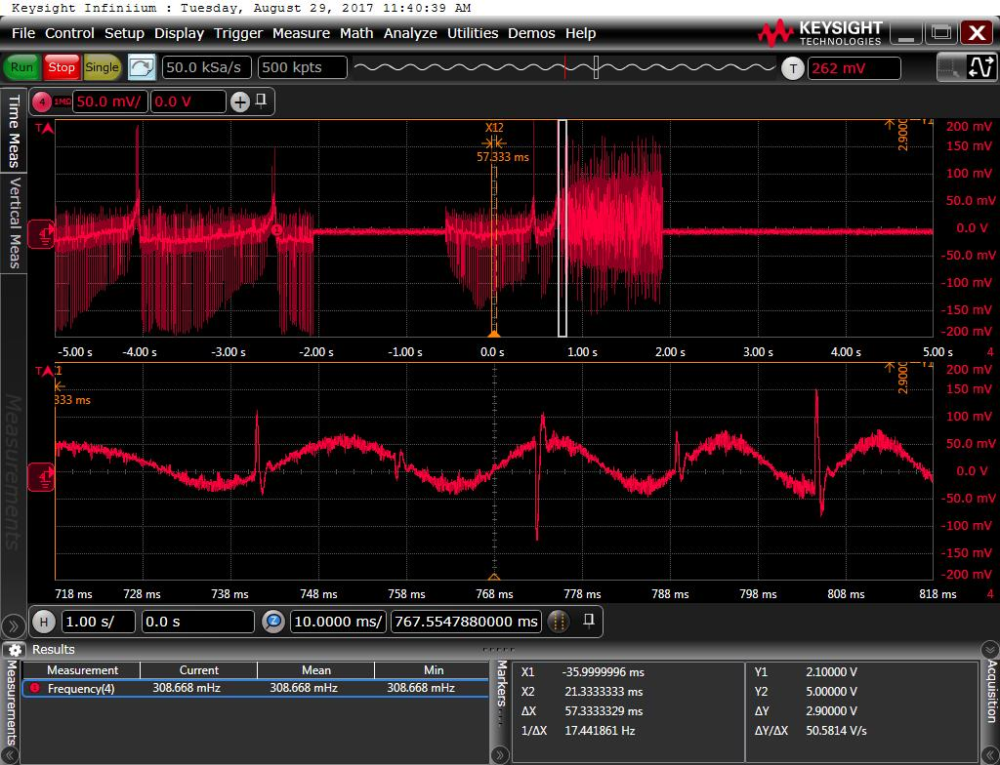 Keysight Infiniium : Tuesday, August 29, 2017 11:40:39 AM
File Control Setup Display Trigger Measure Math Analyze Utilities Demos Help
KEYSIGHT
TECHNOLOGIES
Run Stop Single 50.0 kSa/s 500 kpts T 262 mV
4 1MΩ 50.0 mV/ 0.0 V
Time Meas
Vertical Meas
Measurements
T
X12
57.333 ms
2.9000
Y1
1
200 mV
150 mV
100 mV
50.0 mV
0.0 V
-50.0 mV
-100 mV
-150 mV
-200 mV
-5.00 s -4.00 s -3.00 s -2.00 s -1.00 s 0.0 s 1.00 s 2.00 s 3.00 s 4.00 s 5.00 s 4
T
1
333 ms
2.9000
Y1
200 mV
150 mV
100 mV
50.0 mV
0.0 V
-50.0 mV
-100 mV
-150 mV
-200 mV
718 ms 728 ms 738 ms 748 ms 758 ms 768 ms 778 ms 788 ms 798 ms 808 ms 818 ms 4
H 1.00 s/ 0.0 s Z 10.0000 ms/ 767.5547880000 ms
Results
Measurements
Measurement Current Mean Min
1 Frequency(4) 308.668 mHz 308.668 mHz 308.668 mHz
Markers
X1 -35.9999996 ms
X2 21.3333333 ms
ΔX 57.3333329 ms
1/ΔX 17.441861 Hz
Y1 2.10000 V
Y2 5.00000 V
ΔY 2.90000 V
ΔY/ΔX 50.5814 V/s
Acquisition